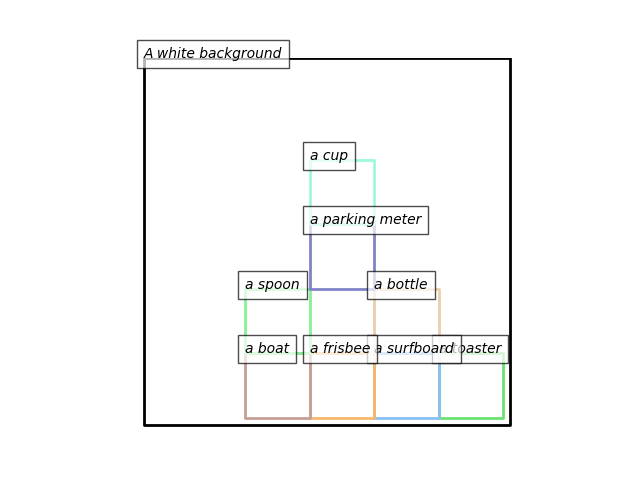 A white background
a cup
a parking meter
a spoon
a bottle
a boat
a frisbee
a surfboard
a toaster